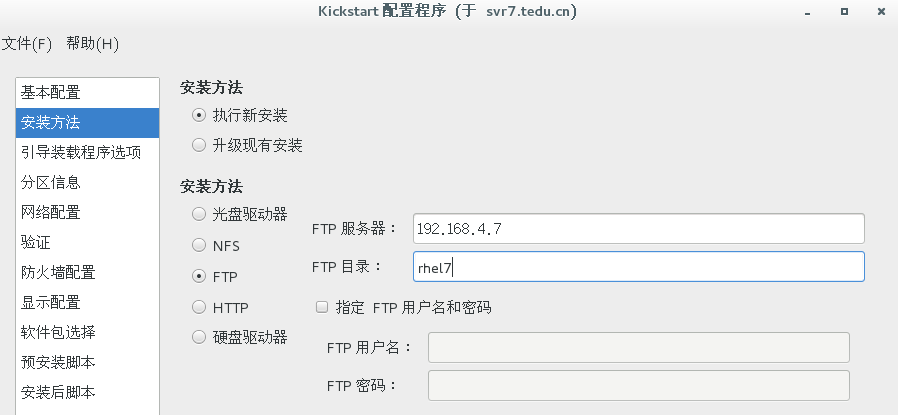 Kickstart 配置程序 (于 svr7.tedu.cn)
文件(F) 帮助(H)
基本配置
安装方法
引导装载程序选项
分区信息
网络配置
验证
防火墙配置
显示配置
软件包选择
预安装脚本
安装后脚本
安装方法
执行新安装
升级现有安装
安装方法
光盘驱动器
NFS
FTP
HTTP
硬盘驱动器
FTP 服务器： 192.168.4.7
FTP 目录： rhel7
指定 FTP 用户名和密码
FTP 用户名：
FTP 密码：